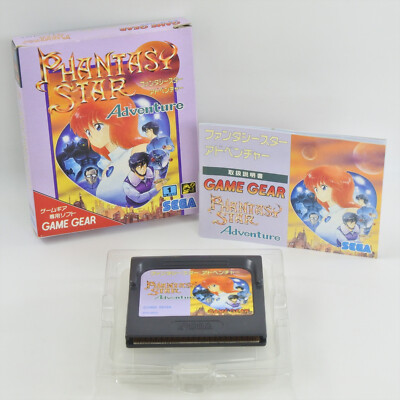 PHANTASY
STAR
ファンタシースター
アドベンチャー
Adventure
ゲームギア
専用ソフト
GAME GEAR
SEGA
ファンタシースター
アドベンチャー
取扱説明書
GAME GEAR
PHANTASY
STAR
Adventure
SEGA
PHANTASY
STAR
Adventure